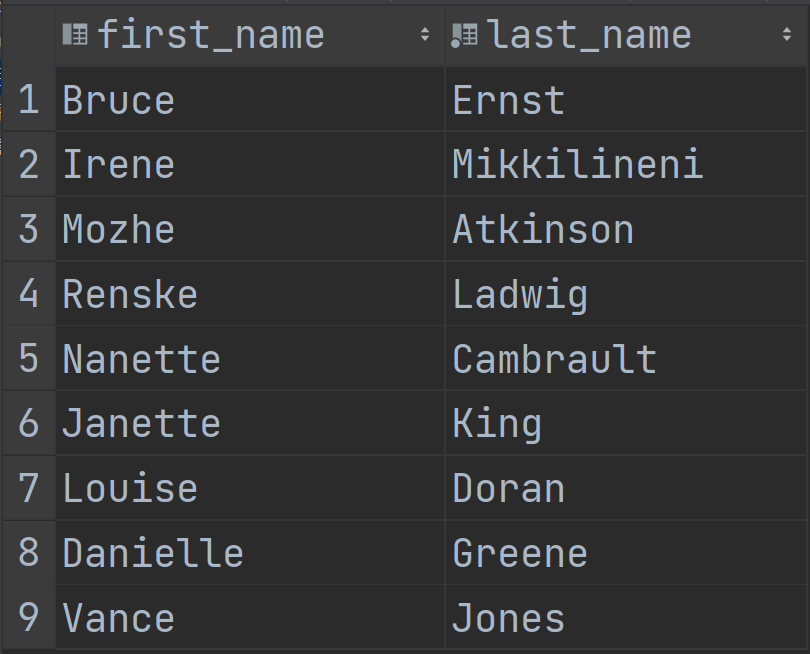 first_name last_name
1 Bruce Ernst
2 Irene Mikkilineni
3 Mozhe Atkinson
4 Renske Ladwig
5 Nanette Cambrault
6 Janette King
7 Louise Doran
8 Danielle Greene
9 Vance Jones